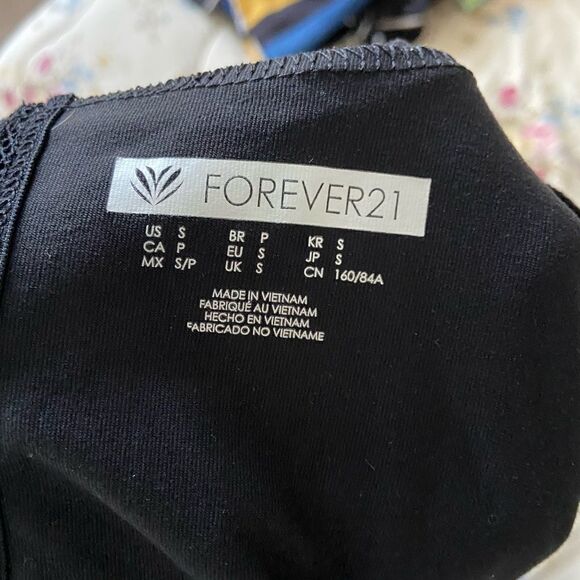 FOREVER21
US S BR P KR S
CA P EU S JP S
MX S/P UK S CN 160/84A
MADE IN VIETNAM
FABRIQUÉ AU VIETNAM
HECHO EN VIETNAM
FABRICADO NO VIETNAME